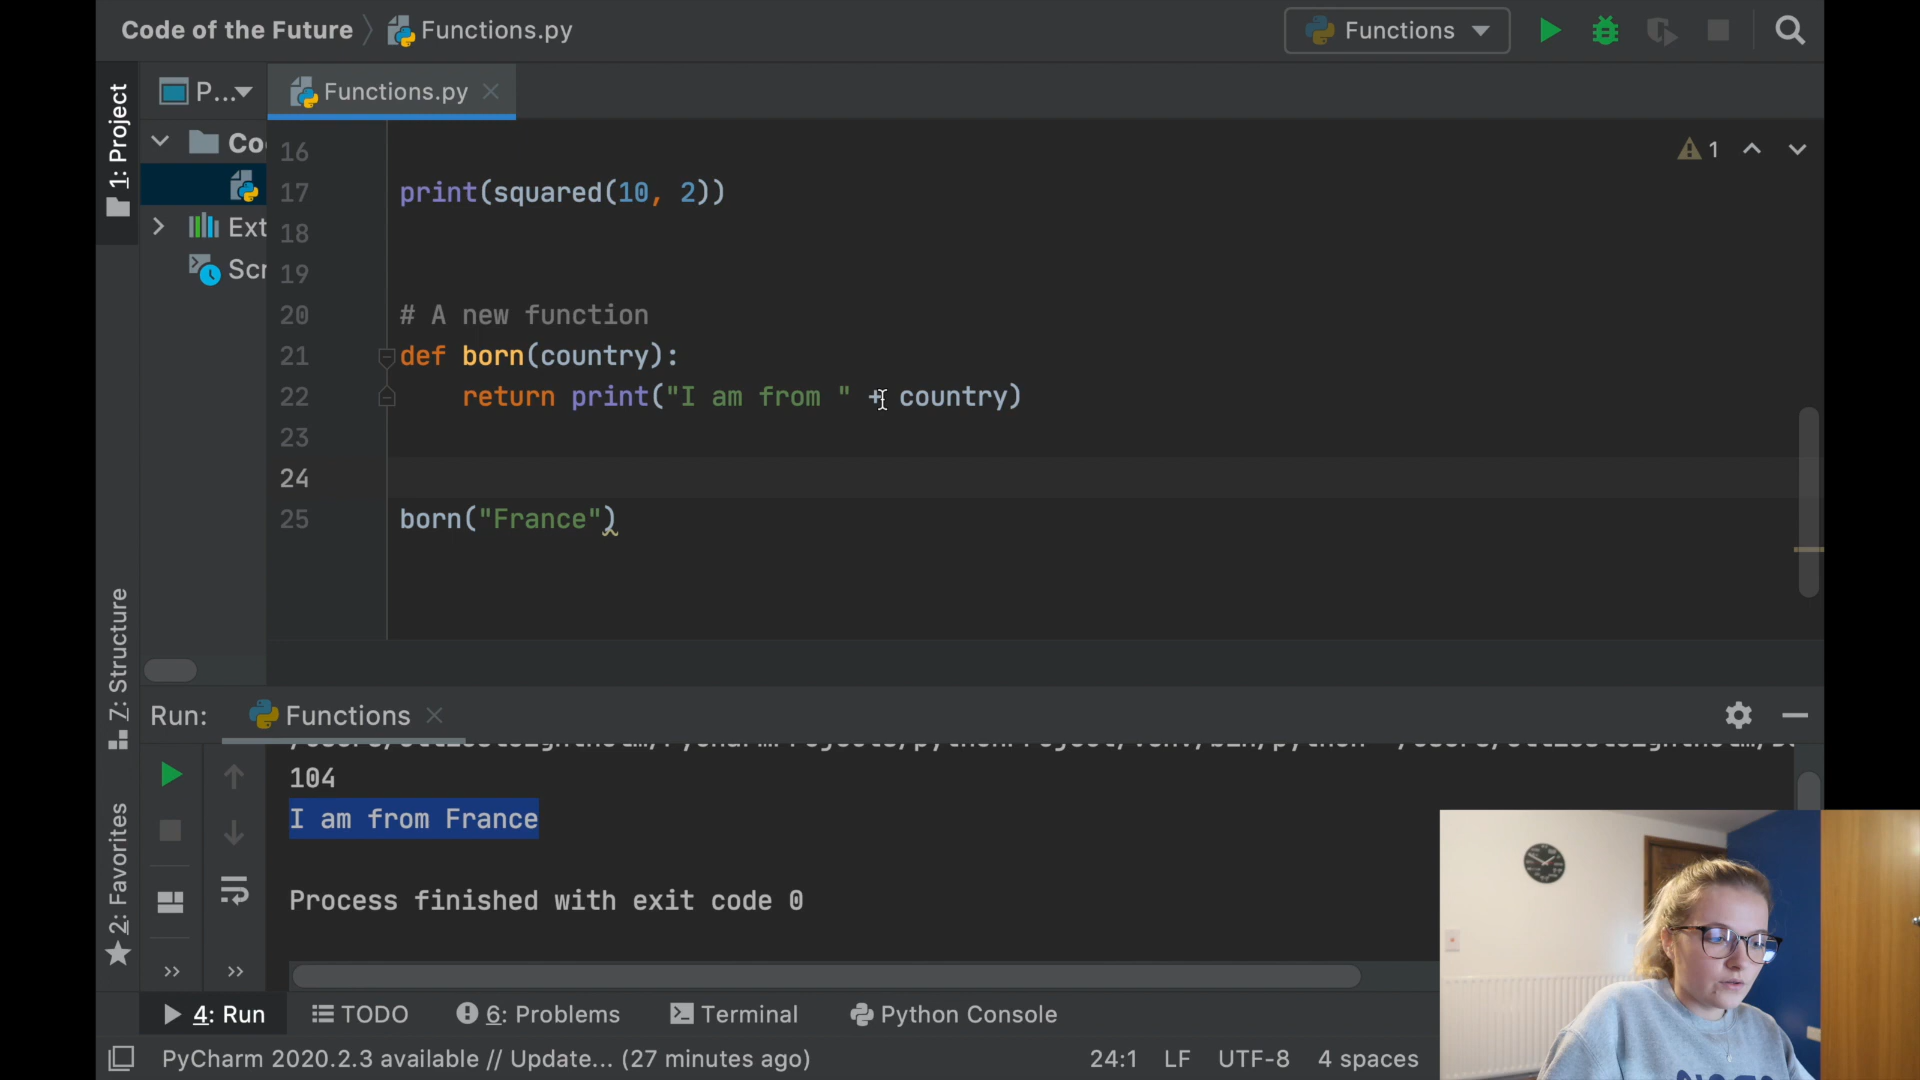 Code of the Future
Functions.py
Functions
P...
Functions.py
1: Project
Z: Structure
2: Favorites
Co
Ext
Scr
1
16
17 print(squared(10, 2))
18
19
20 # A new function
21 def born(country):
22 return print("I am from " + country)
23
24
25 born("France")
Run: Functions
104
I am from France
Process finished with exit code 0
4: Run TODO 6: Problems Terminal Python Console
PyCharm 2020.2.3 available // Update... (27 minutes ago) 24:1 LF UTF-8 4 spaces